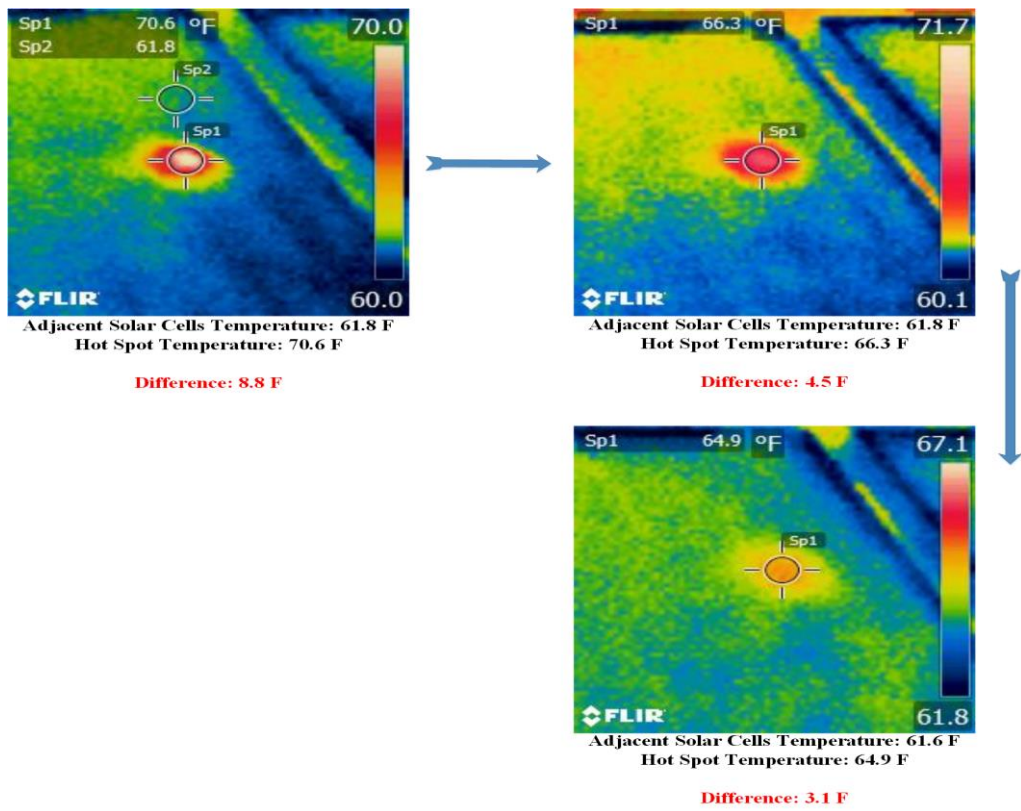 Sp1 70.6 °F 70.0
Sp2 61.8
Sp2
Sp1
FLIR 60.0
Adjacent Solar Cells Temperature: 61.8 F
Hot Spot Temperature: 70.6 F
Difference: 8.8 F
Sp1 66.3 °F 71.7
Sp1
FLIR 60.1
Adjacent Solar Cells Temperature: 61.8 F
Hot Spot Temperature: 66.3 F
Difference: 4.5 F
Sp1 64.9 °F 67.1
Sp1
FLIR 61.8
Adjacent Solar Cells Temperature: 61.6 F
Hot Spot Temperature: 64.9 F
Difference: 3.1 F